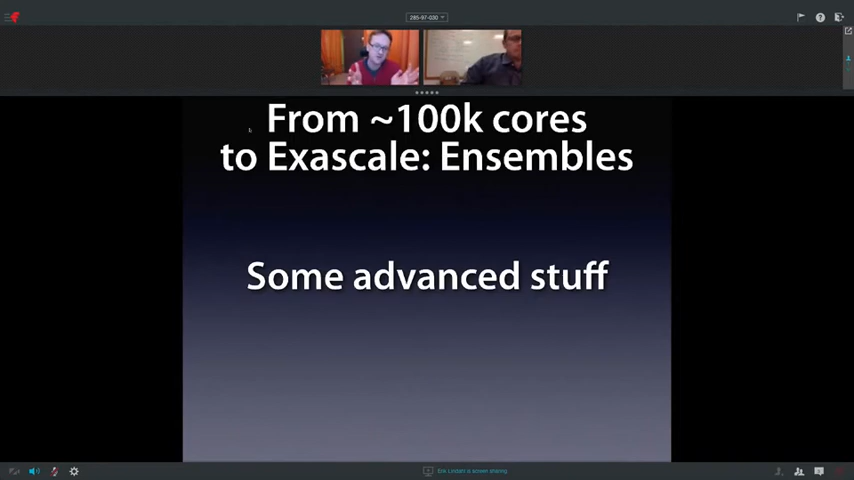 285-97-030
From ~100k cores
to Exascale: Ensembles
Some advanced stuff
Erik Lindahl is screen sharing